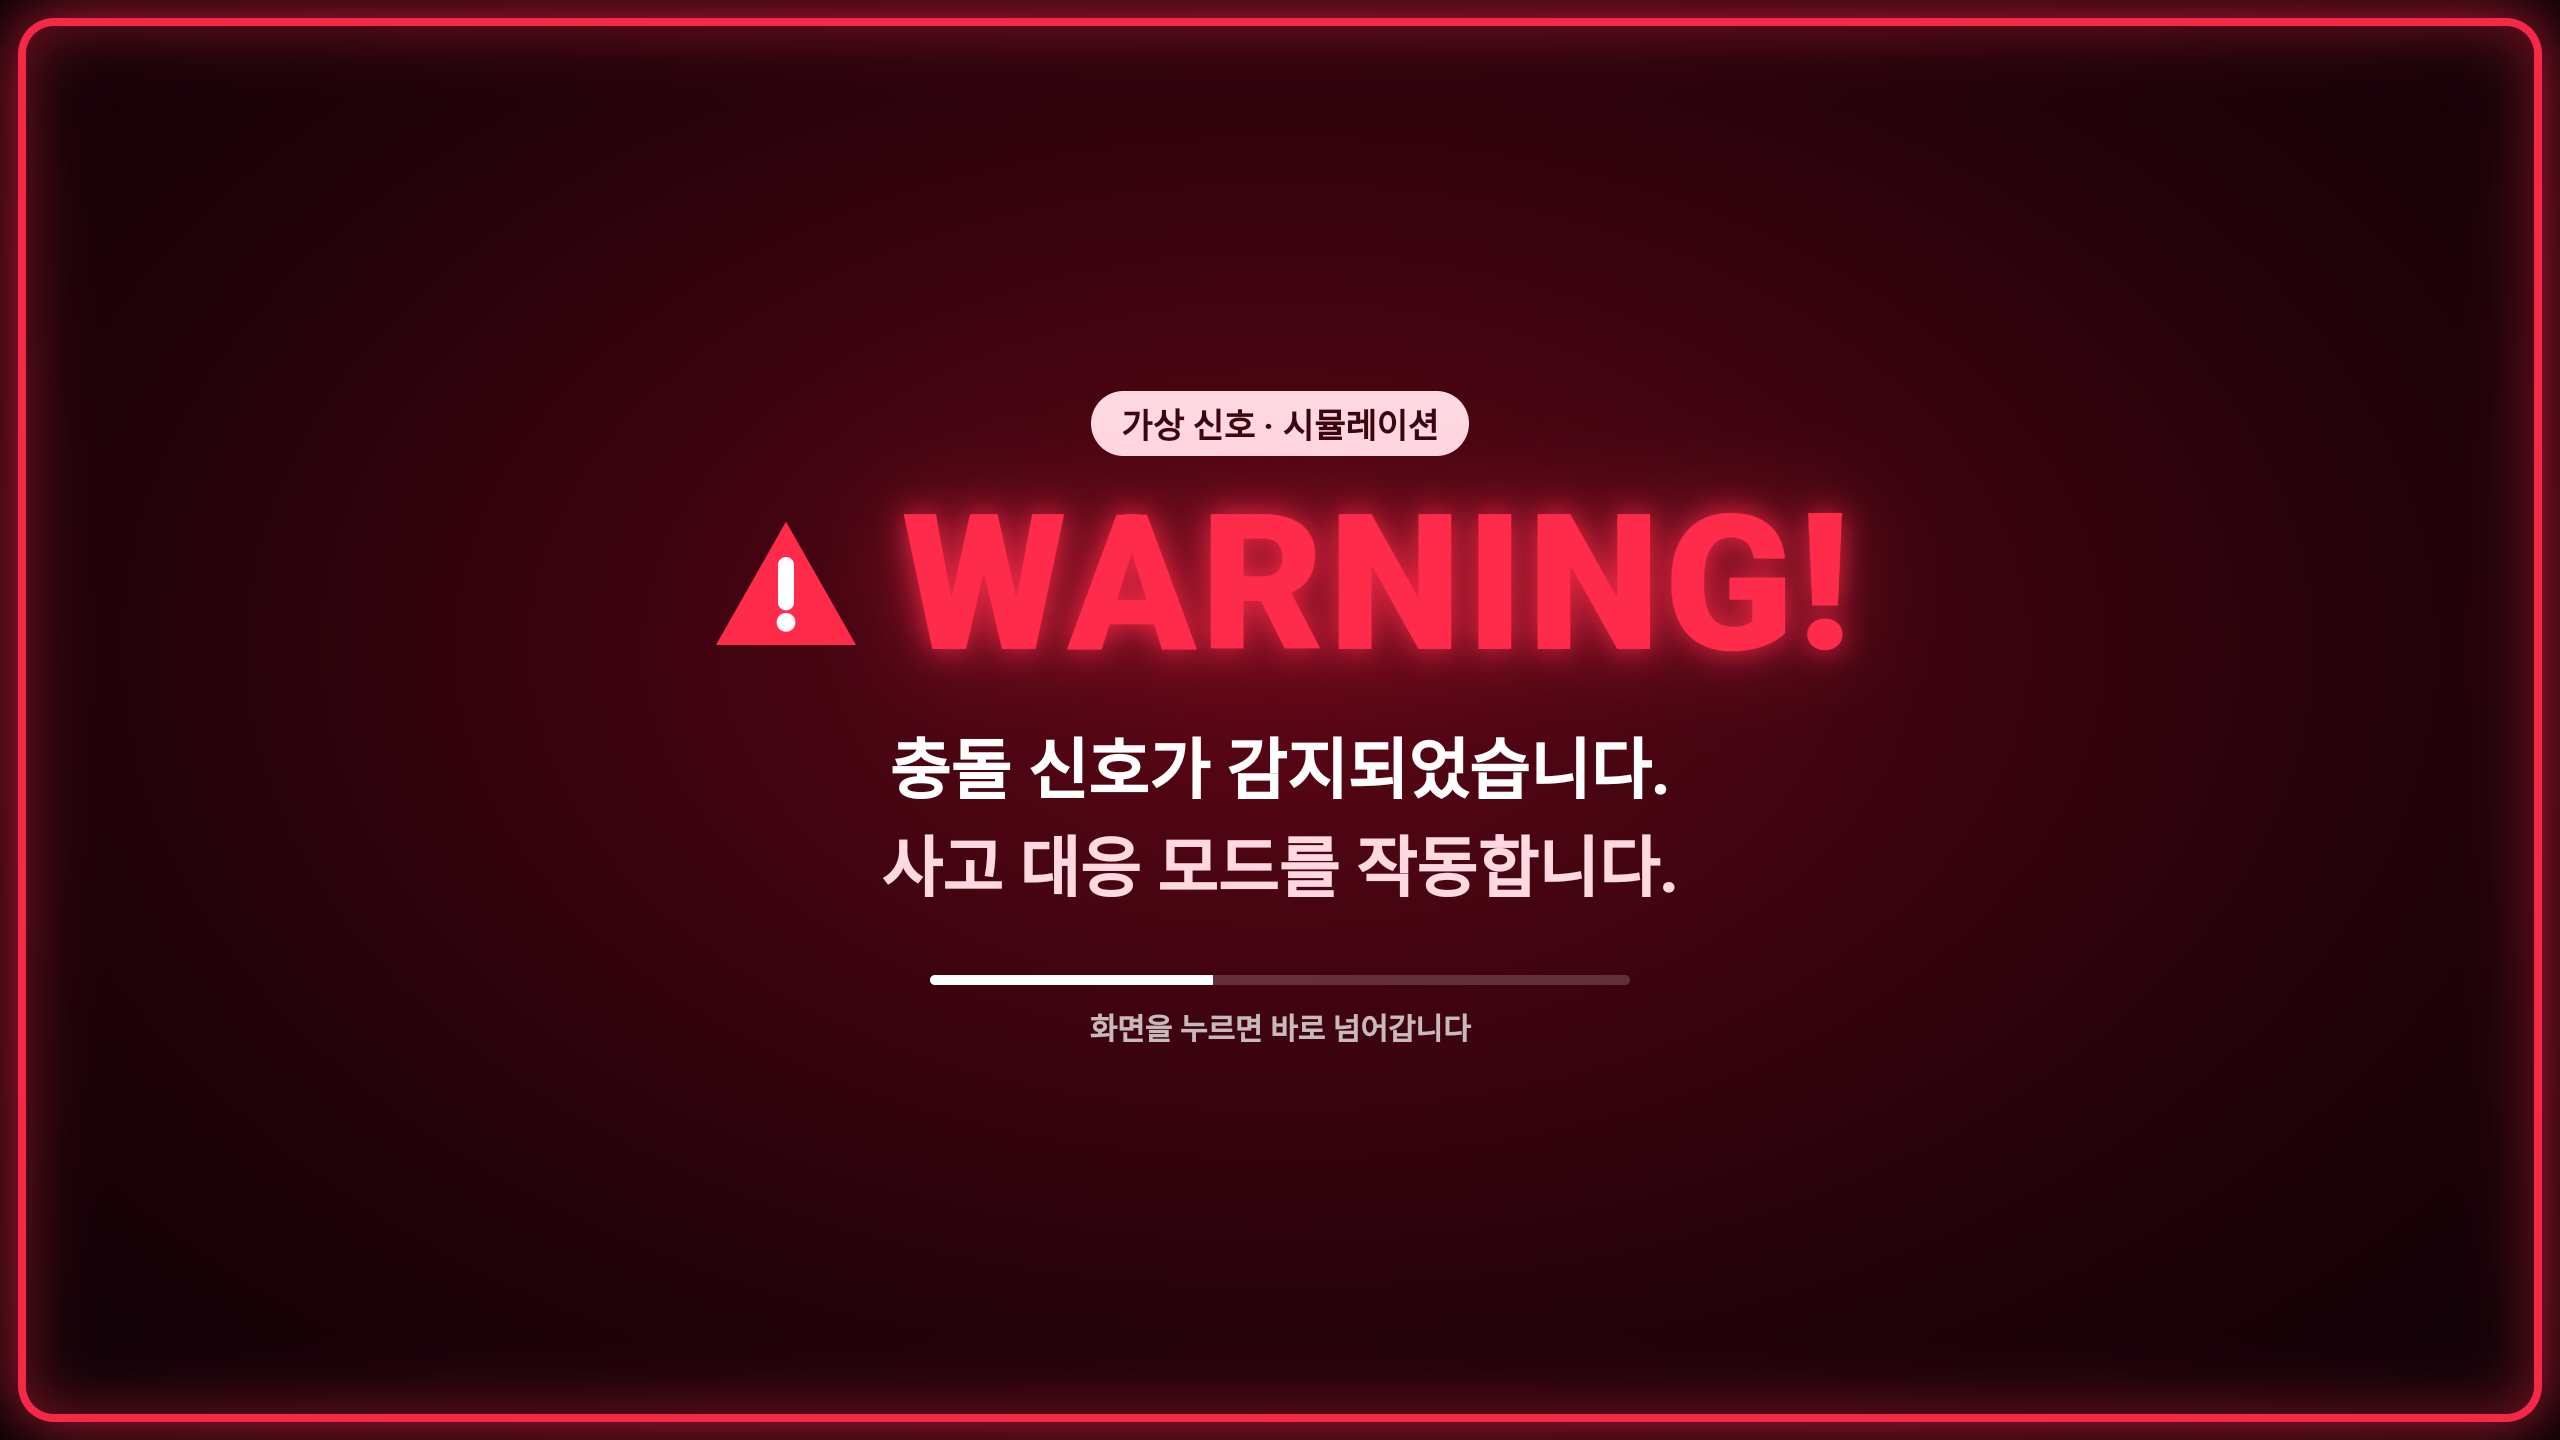 가상 신호 · 시뮬레이션
WARNING!
충돌 신호가 감지되었습니다.
사고 대응 모드를 작동합니다.
화면을 누르면 바로 넘어갑니다